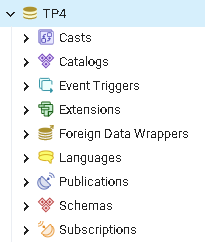 TP4
Casts
Catalogs
Event Triggers
Extensions
Foreign Data Wrappers
Languages
Publications
Schemas
Subscriptions